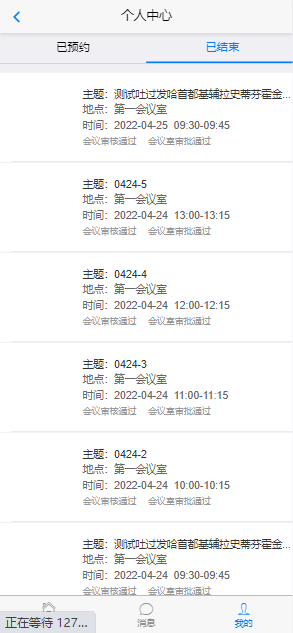 个人中心
已预约 已结束
主题：测试吐过发哈首都基辅拉史蒂芬霍金...
地点：第一会议室
时间：2022-04-25 09:30-09:45
会议审核通过 会议室审批通过
主题：0424-5
地点：第一会议室
时间：2022-04-24 13:00-13:15
会议审核通过 会议室审批通过
主题：0424-4
地点：第一会议室
时间：2022-04-24 12:00-12:15
会议审核通过 会议室审批通过
主题：0424-3
地点：第一会议室
时间：2022-04-24 11:00-11:15
会议审核通过 会议室审批通过
主题：0424-2
地点：第一会议室
时间：2022-04-24 10:00-10:15
会议审核通过 会议室审批通过
主题：测试吐过发哈首都基辅拉史蒂芬霍金...
地点：第一会议室
时间：2022-04-24 09:30-09:45
会议审核通过 会议室审批通过
正在等待 127... 消息 我的